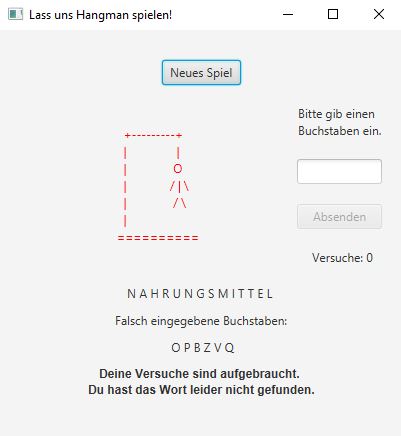 Lass uns Hangman spielen!
Neues Spiel
Bitte gib einen
Buchstaben ein.
Absenden
Versuche: 0
+---------+
|         |
|         O
|        /|\
|        / \
|
==========
N A H R U N G S M I T T E L
Falsch eingegebene Buchstaben:
O P B Z V Q
Deine Versuche sind aufgebraucht.
Du hast das Wort leider nicht gefunden.